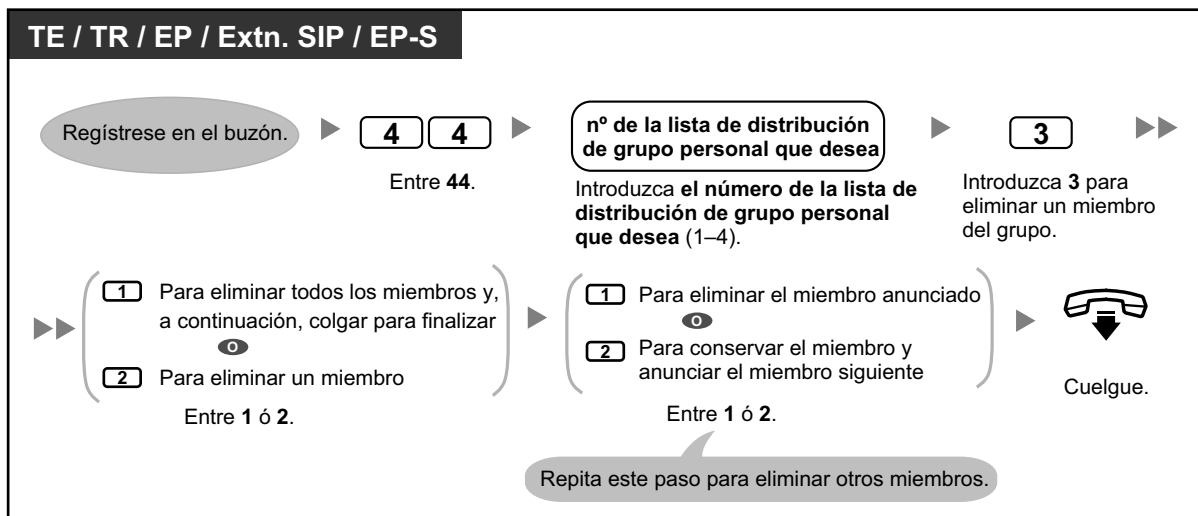 TE / TR / EP / Extn. SIP / EP-S
Regístrese en el buzón.
4 4
Entre 44.
nº de la lista de distribución
de grupo personal que desea
Introduzca el número de la lista de
distribución de grupo personal
que desea (1–4).
3
Introduzca 3 para
eliminar un miembro
del grupo.
1 Para eliminar todos los miembros y,
a continuación, colgar para finalizar
O
2 Para eliminar un miembro
Entre 1 ó 2.
1 Para eliminar el miembro anunciado
O
2 Para conservar el miembro y
anunciar el miembro siguiente
Entre 1 ó 2.
Repita este paso para eliminar otros miembros.
Cuelgue.